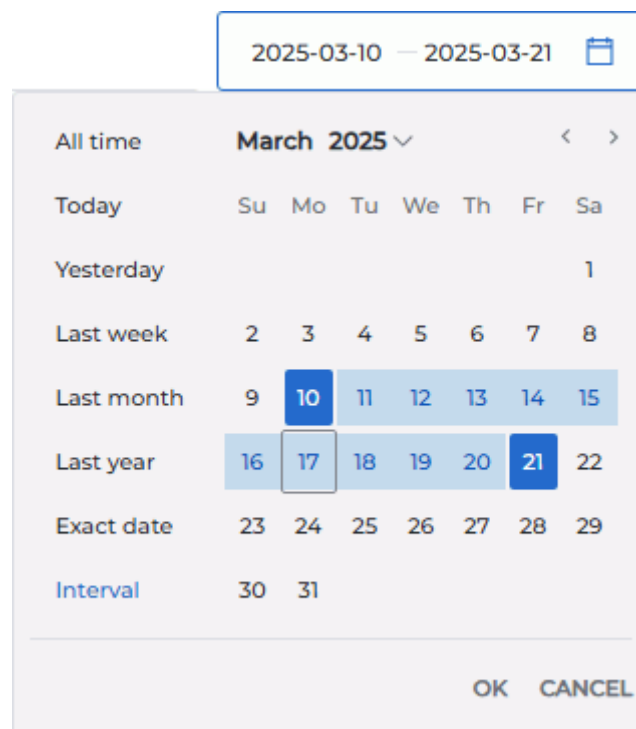 2025-03-10 — 2025-03-21
All time March 2025
Today Su Mo Tu We Th Fr Sa
Yesterday 1
Last week 2 3 4 5 6 7 8
Last month 9 10 11 12 13 14 15
Last year 16 17 18 19 20 21 22
Exact date 23 24 25 26 27 28 29
Interval 30 31
OK CANCEL